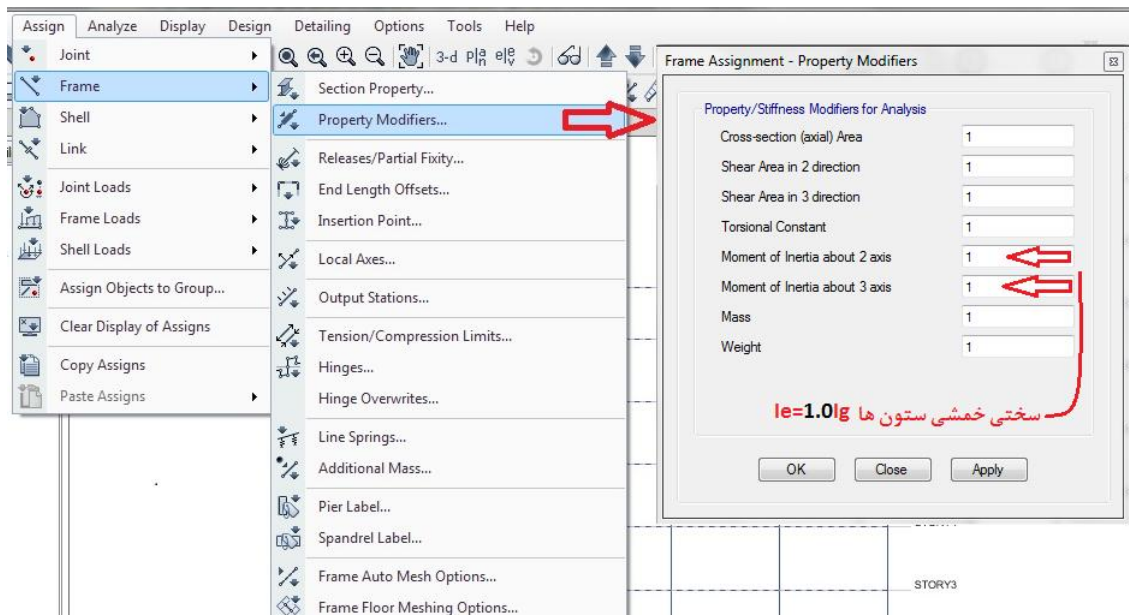 Assign Analyze Display Design Detailing Options Tools Help
3-d
Joint
Frame
Shell
Link
Joint Loads
Frame Loads
Shell Loads
Assign Objects to Group...
Clear Display of Assigns
Copy Assigns
Paste Assigns
Section Property...
Property Modifiers...
Releases/Partial Fixity...
End Length Offsets...
Insertion Point...
Local Axes...
Output Stations...
Tension/Compression Limits...
Hinges...
Hinge Overwrites...
Line Springs...
Additional Mass...
Pier Label...
Spandrel Label...
Frame Auto Mesh Options...
Frame Floor Meshing Options...
Frame Assignment - Property Modifiers
Property/Stiffness Modifiers for Analysis
Cross-section (axial) Area 1
Shear Area in 2 direction 1
Shear Area in 3 direction 1
Torsional Constant 1
Moment of Inertia about 2 axis 1
Moment of Inertia about 3 axis 1
Mass 1
Weight 1
سختی خمشی ستون ها Ie=1.0Ig
OK Close Apply
STORY3